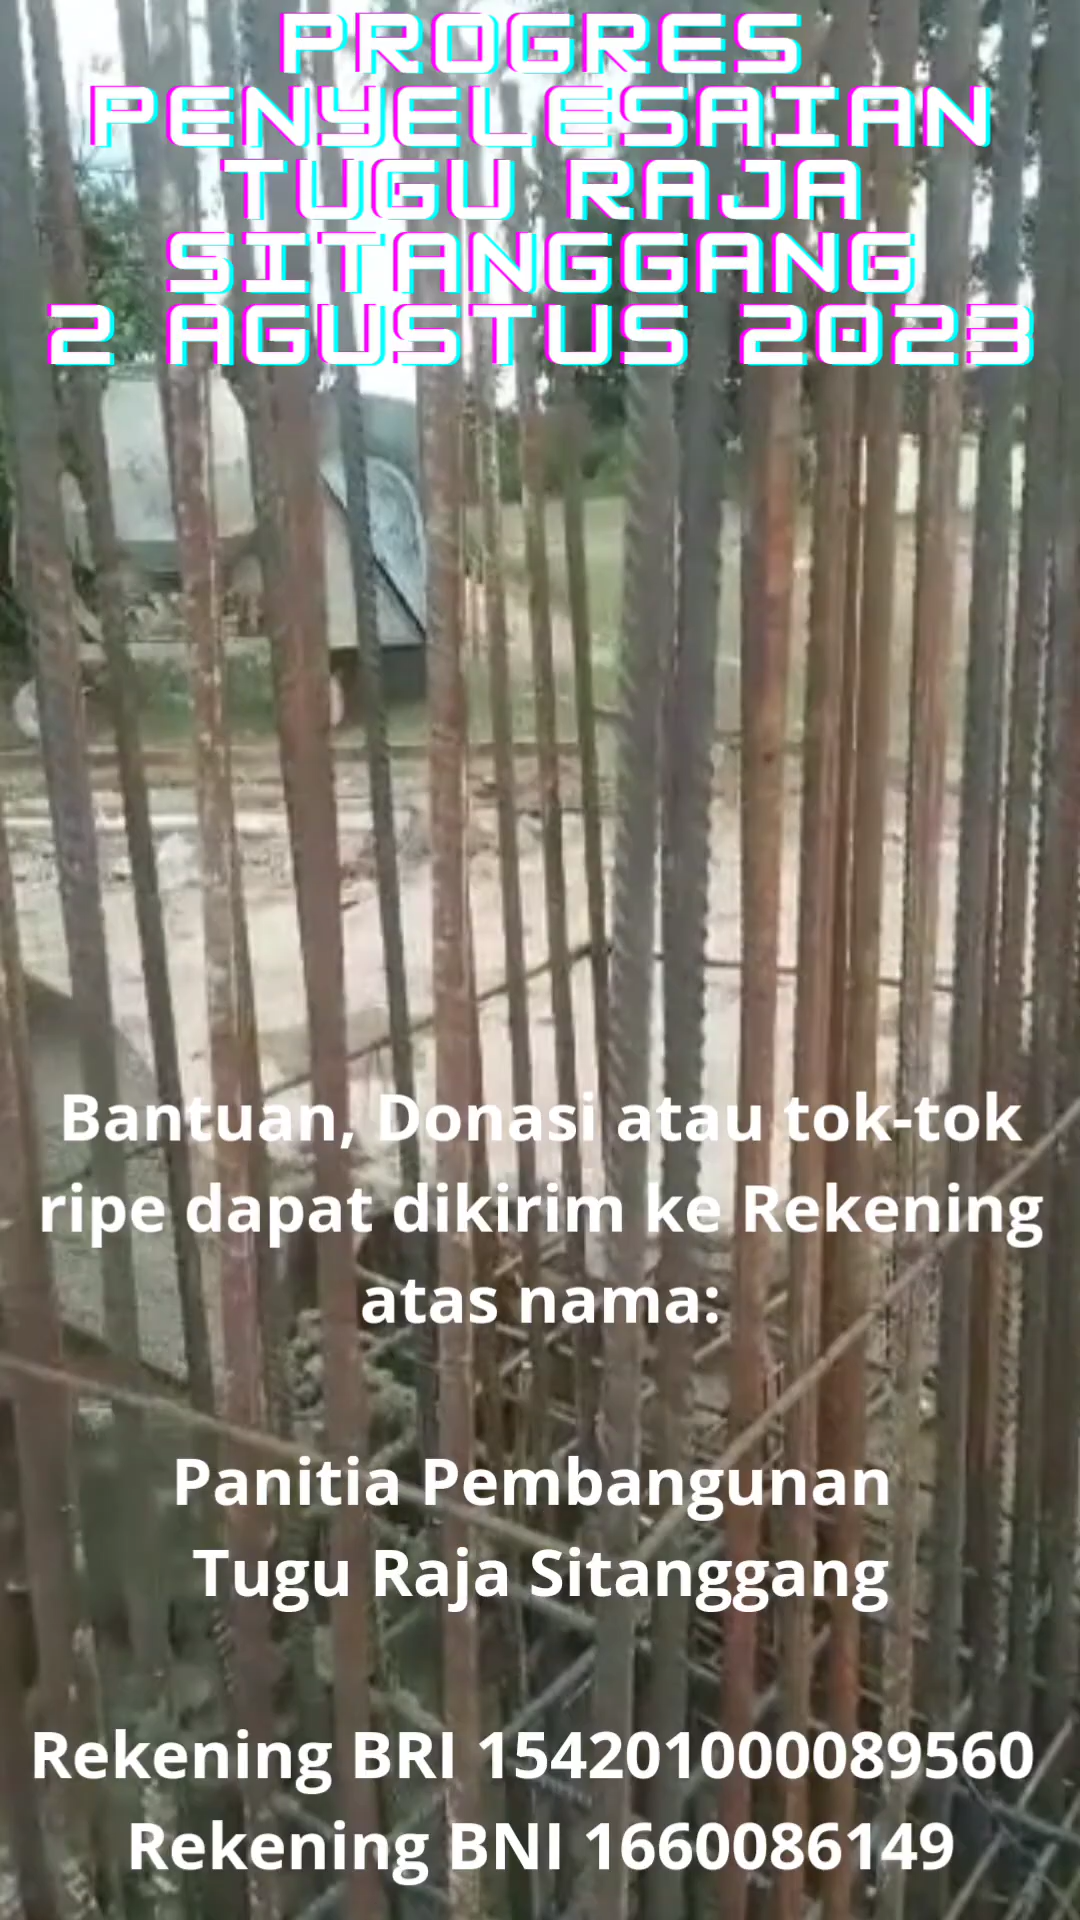 PROGRES
PENYELESAIAN
TUGU RAJA
SITANGGANG
2 AGUSTUS 2023
Bantuan, Donasi atau tok-tok
ripe dapat dikirim ke Rekening
atas nama:
Panitia Pembangunan
Tugu Raja Sitanggang
Rekening BRI 154201000089560
Rekening BNI 1660086149